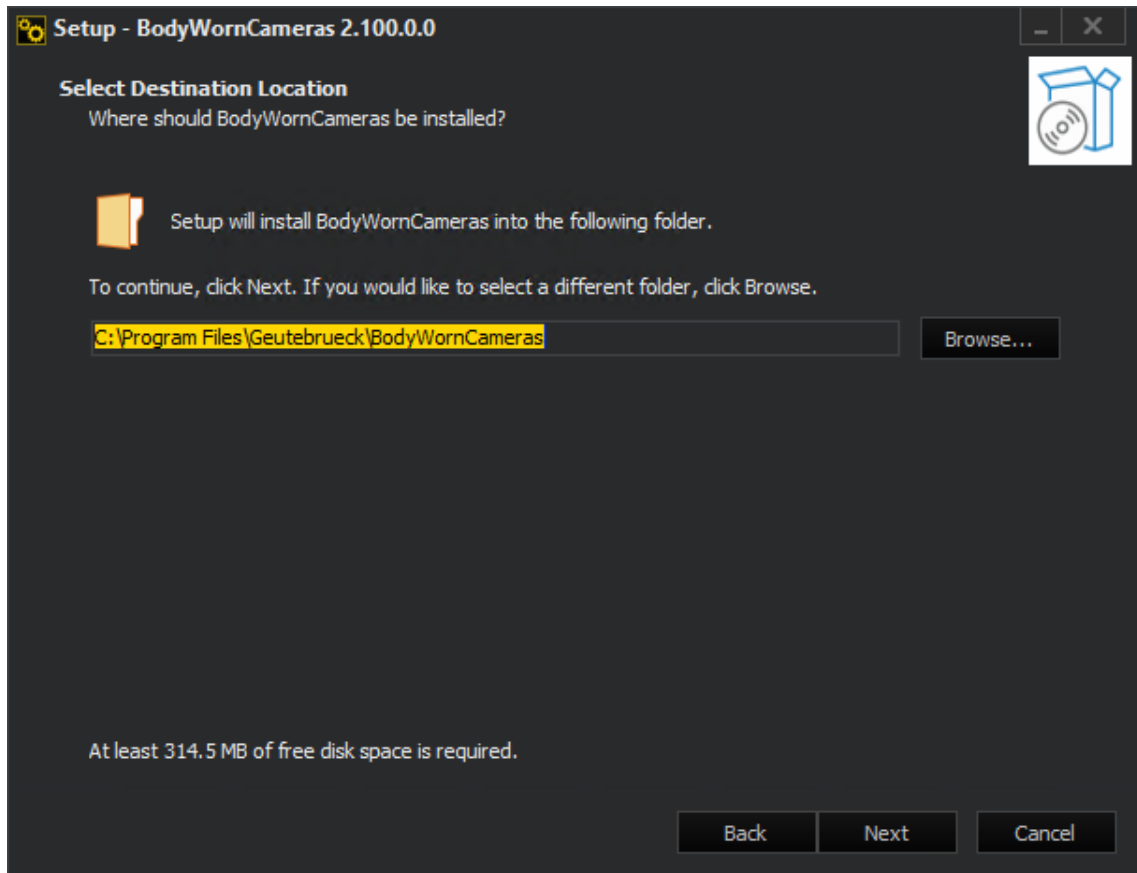 Setup - BodyWornCameras 2.100.0.0
Select Destination Location
Where should BodyWornCameras be installed?
Setup will install BodyWornCameras into the following folder.
To continue, click Next. If you would like to select a different folder, click Browse.
C:\Program Files\Geutebrueck\BodyWornCameras
Browse...
At least 314.5 MB of free disk space is required.
Back
Next
Cancel